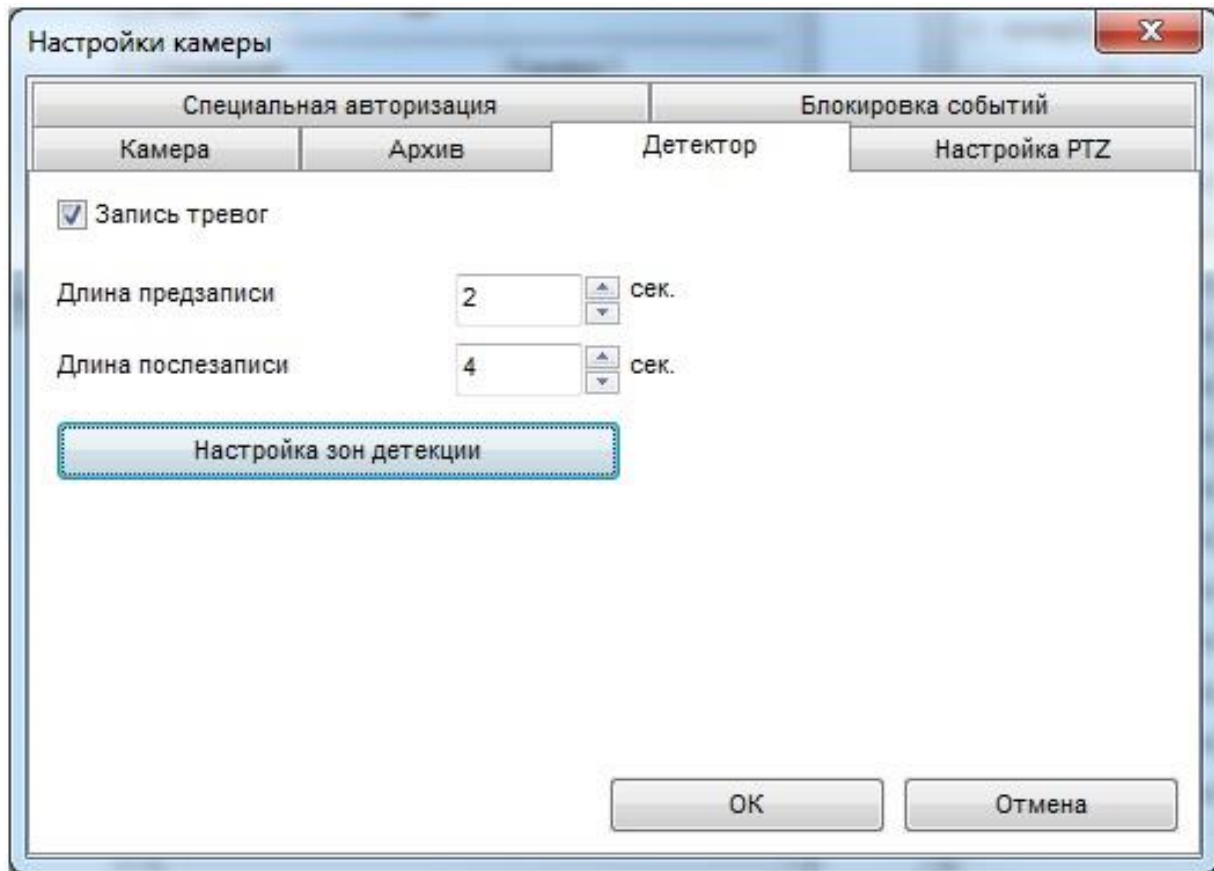 Настройки камеры
Специальная авторизация Блокировка событий
Камера Архив Детектор Настройка PTZ
Запись тревог
Длина предзаписи 2 сек.
Длина послезаписи 4 сек.
Настройка зон детекции
ОК Отмена